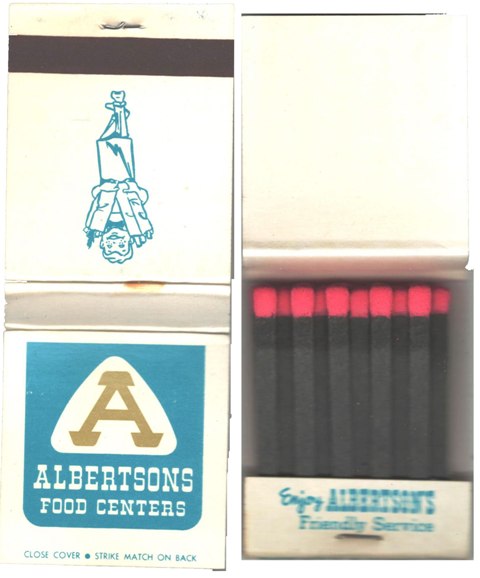 A
ALBERTSONS
FOOD CENTERS
CLOSE COVER ● STRIKE MATCH ON BACK
Enjoy ALBERTSON'S
Friendly Service